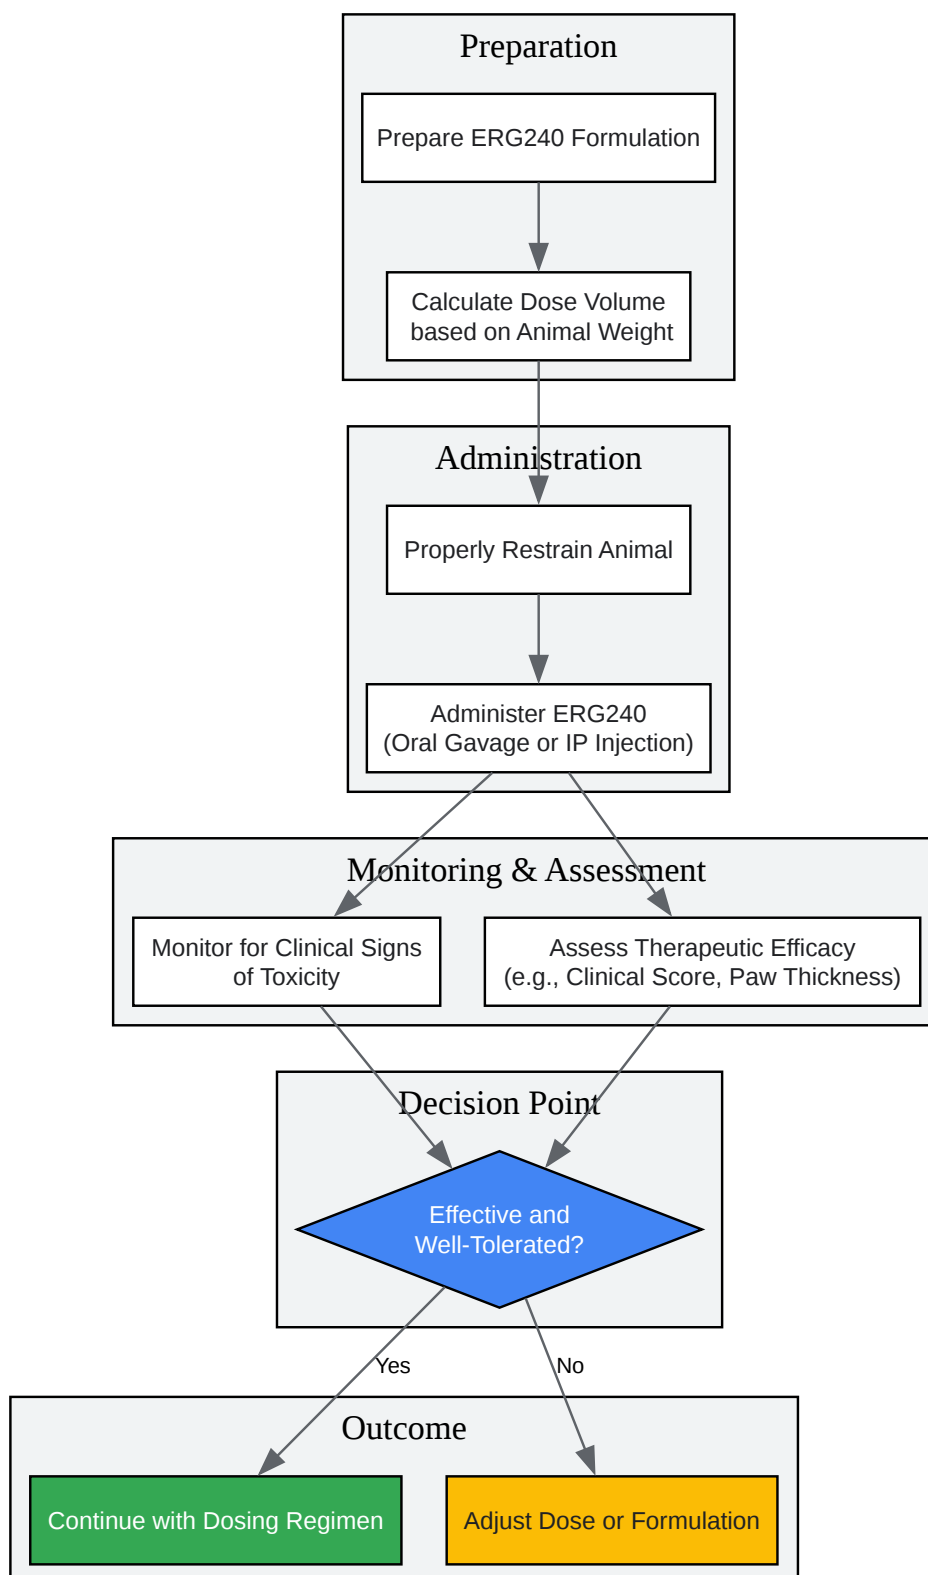 Preparation
Prepare ERG240 Formulation
Calculate Dose Volume
based on Animal Weight
Administration
Properly Restrain Animal
Administer ERG240
(Oral Gavage or IP Injection)
Monitoring & Assessment
Monitor for Clinical Signs
of Toxicity
Assess Therapeutic Efficacy
(e.g., Clinical Score, Paw Thickness)
Decision Point
Effective and
Well-Tolerated?
Yes
No
Outcome
Continue with Dosing Regimen
Adjust Dose or Formulation